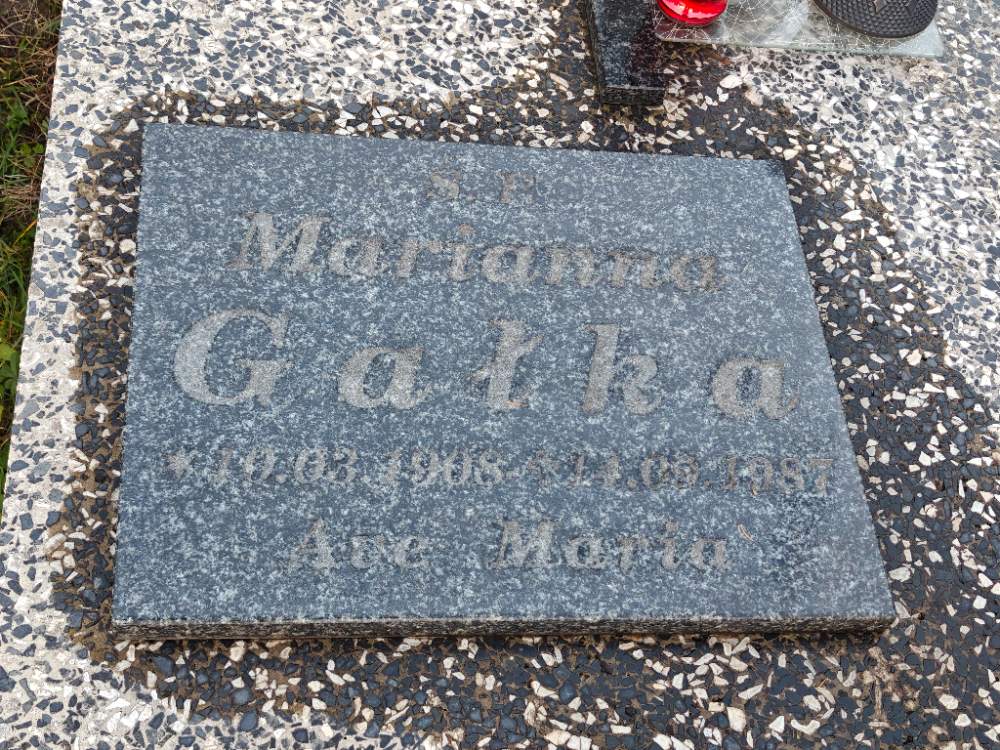 Ś. P.
Marianna
Gałka
* 10.03.1908 + 14.09.1987
Ave Maria